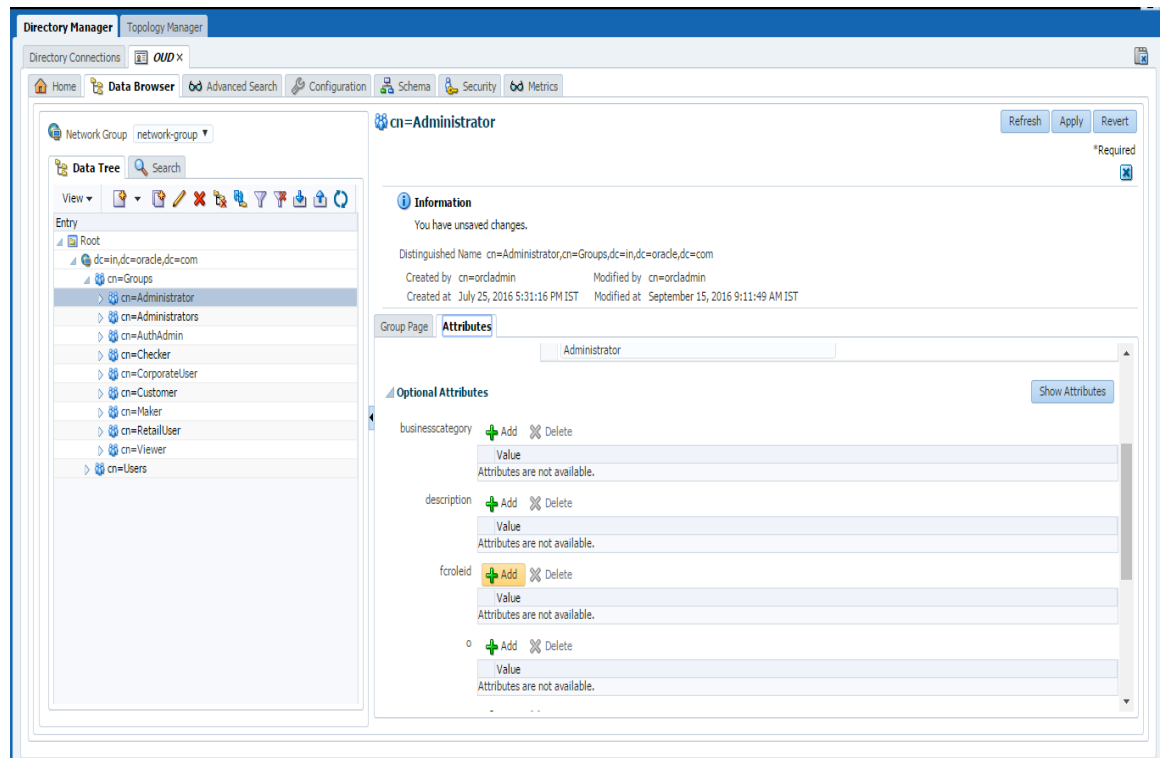 Directory Manager Topology Manager
Directory Connections OUD ×
Home Data Browser Advanced Search Configuration Schema Security Metrics
Network Group network-group
Data Tree Search
View
Entry
Root
dc=in,dc=oracle,dc=com
cn=Groups
cn=Administrator
cn=Administrators
cn=AuthAdmin
cn=Checker
cn=CorporateUser
cn=Customer
cn=Maker
cn=RetailUser
cn=Viewer
cn=Users
cn=Administrator Refresh Apply Revert
*Required
Information
You have unsaved changes.
Distinguished Name cn=Administrator,cn=Groups,dc=in,dc=oracle,dc=com
Created by cn=orcladmin Modified by cn=orcladmin
Created at July 25, 2016 5:31:16 PM IST Modified at September 15, 2016 9:11:49 AM IST
Group Page Attributes
Administrator
Optional Attributes Show Attributes
businesscategory Add Delete
Value
Attributes are not available.
description Add Delete
Value
Attributes are not available.
fcroleid Add Delete
Value
Attributes are not available.
o Add Delete
Value
Attributes are not available.